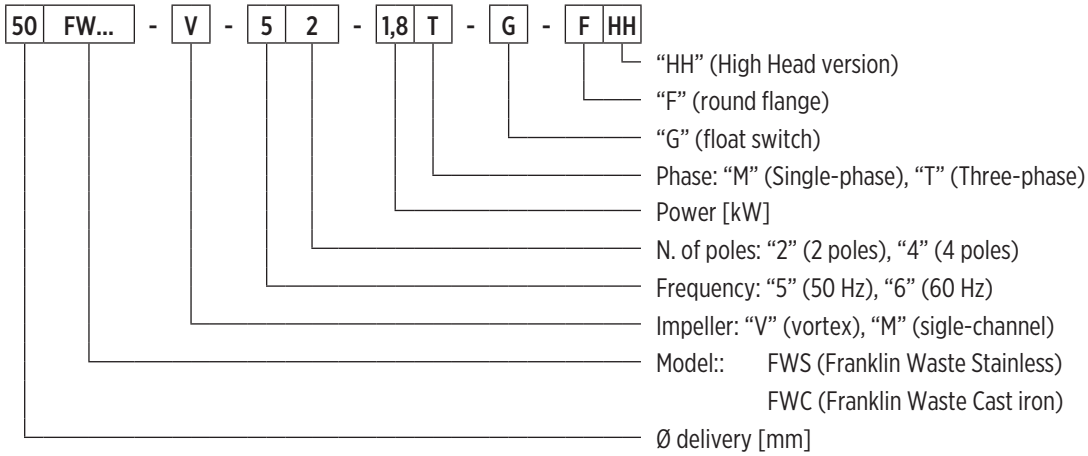 50 FW... - V - 5 2 - 1,8 T - G - F HH
“HH” (High Head version)
“F” (round flange)
“G” (float switch)
Phase: “M” (Single-phase), “T” (Three-phase)
Power [kW]
N. of poles: “2” (2 poles), “4” (4 poles)
Frequency: “5” (50 Hz), “6” (60 Hz)
Impeller: “V” (vortex), “M” (sigle-channel)
Model:: FWS (Franklin Waste Stainless)
FWC (Franklin Waste Cast iron)
Ø delivery [mm]